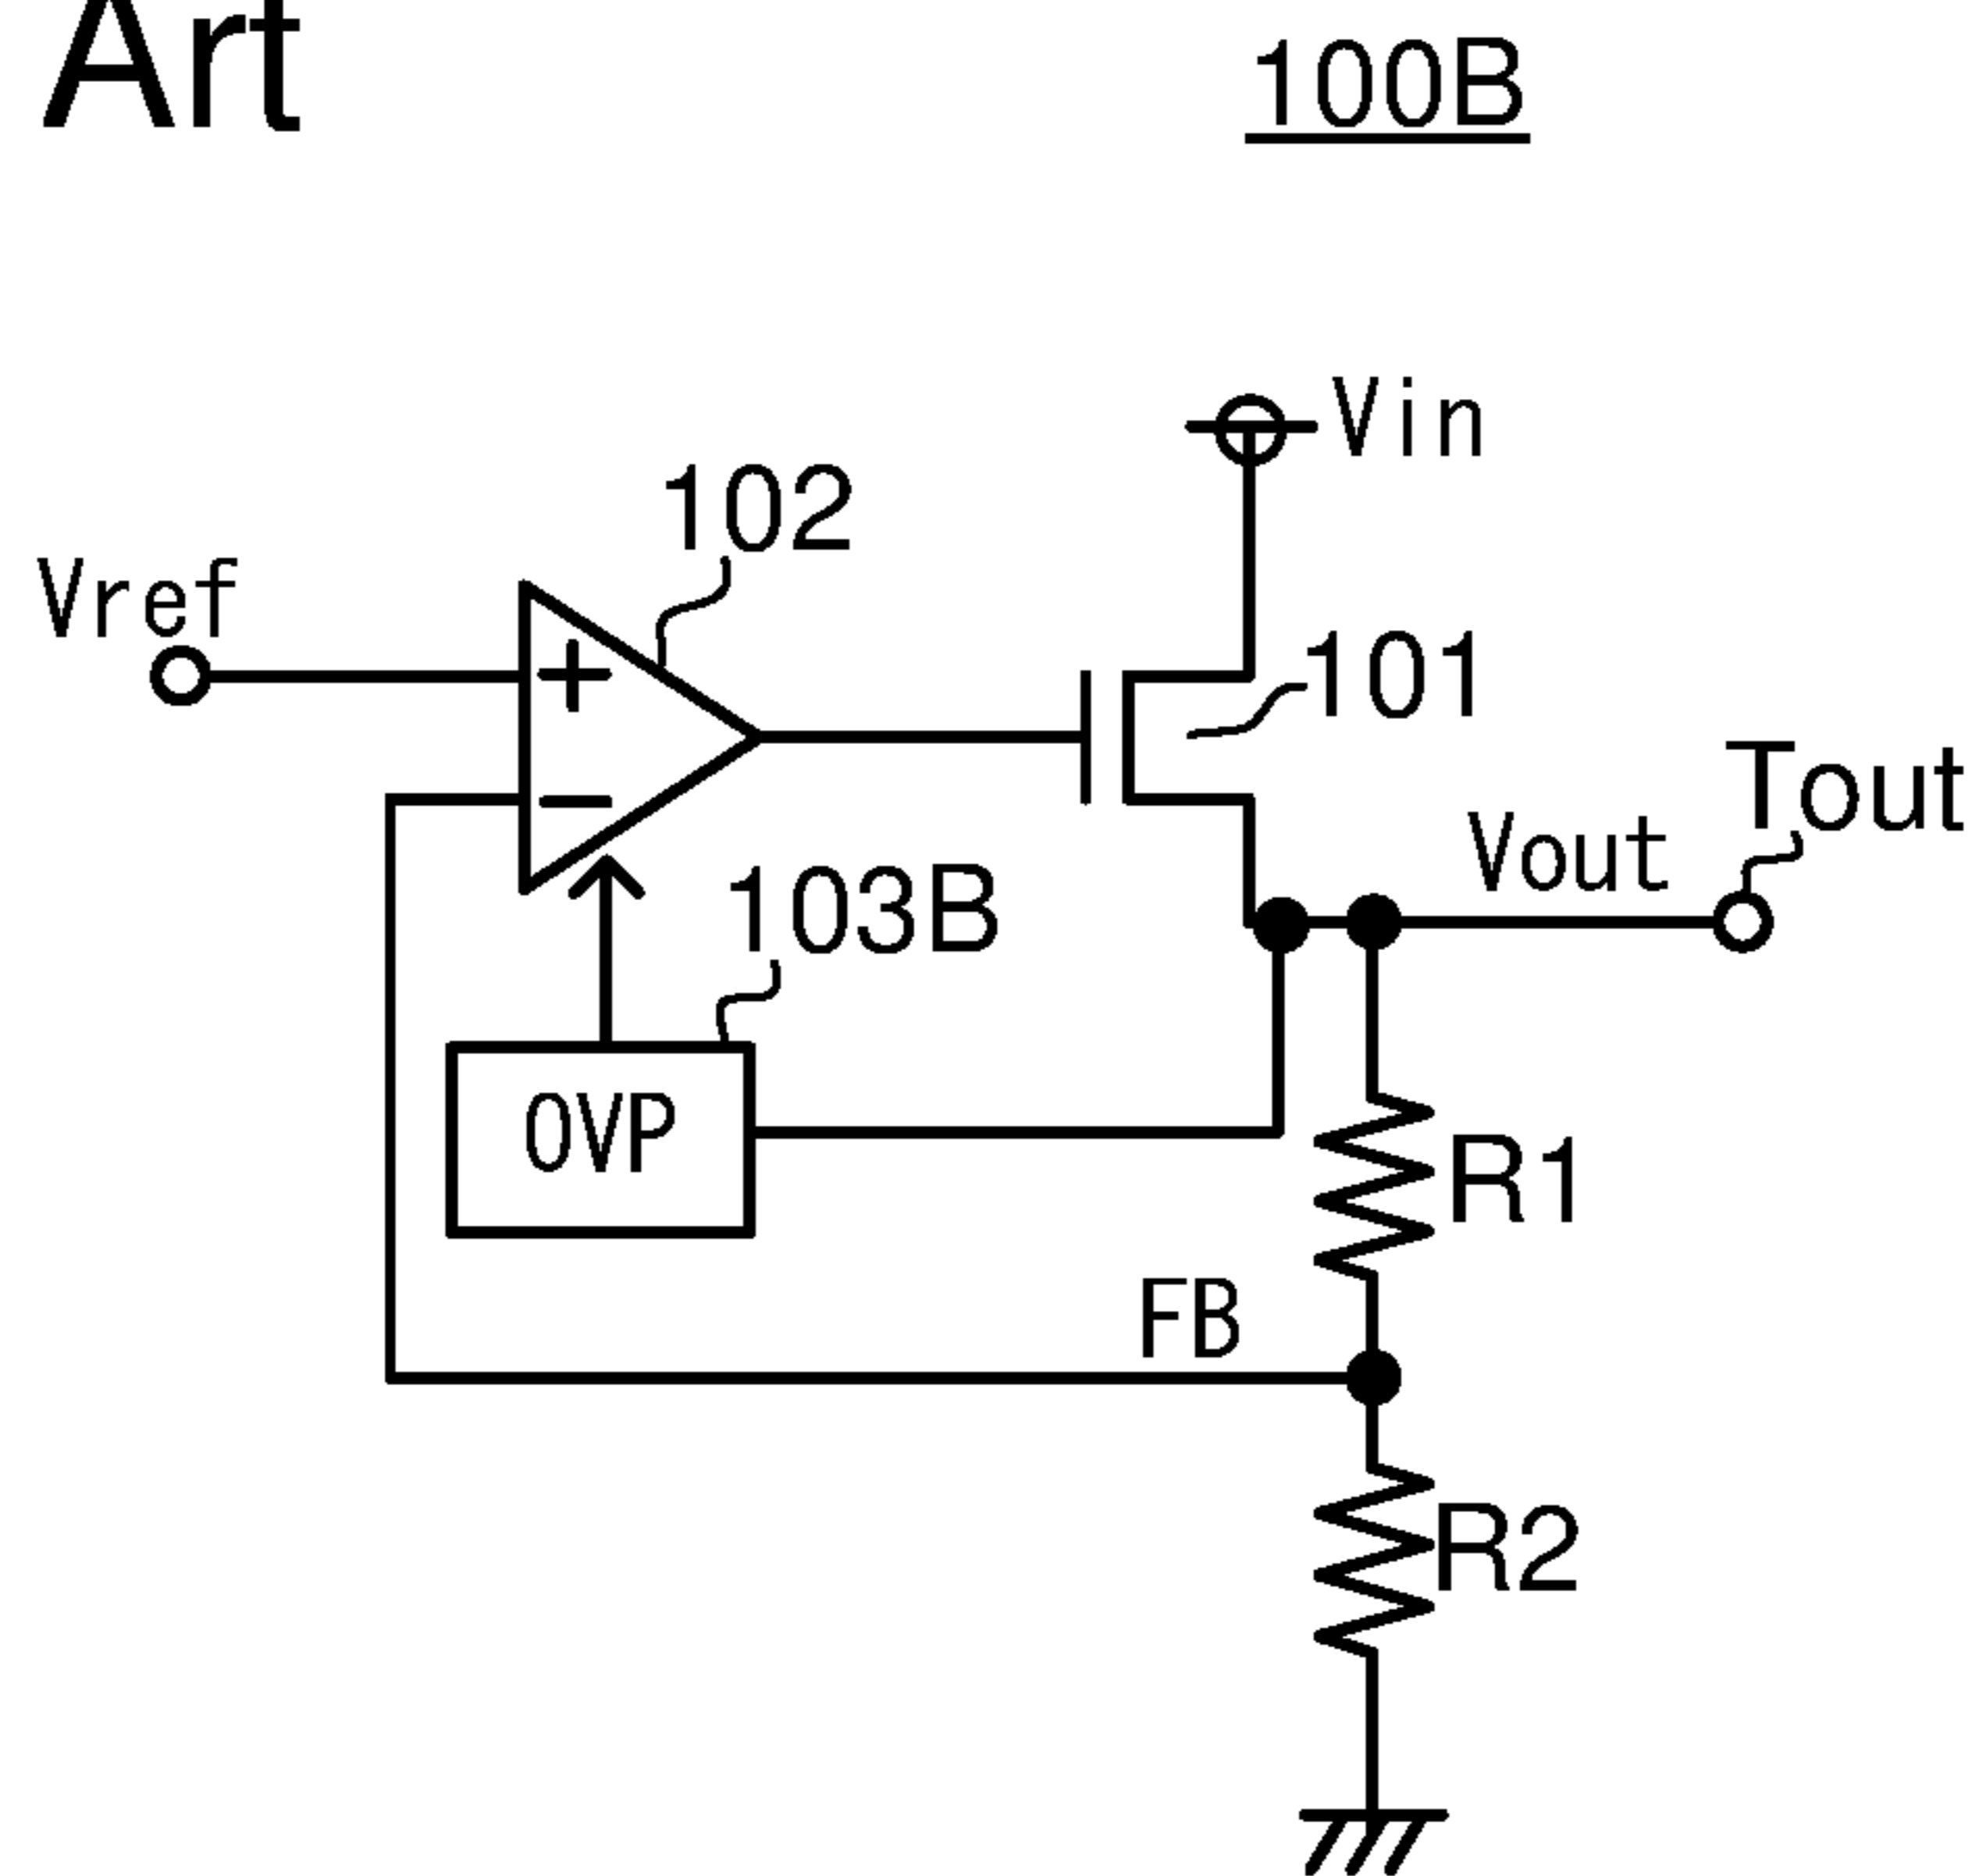 Art
100B
Vin
102
Vref
101
Tout
Vout
+
−
103B
OVP
R1
FB
R2